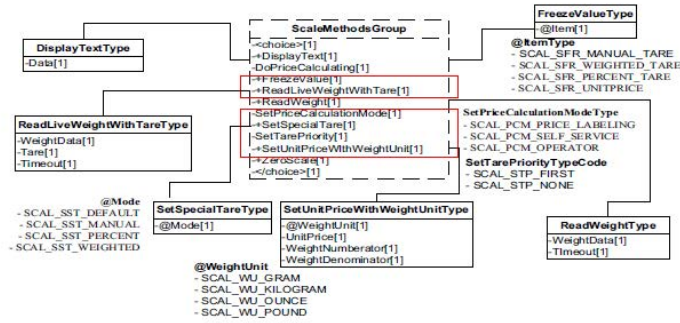 FreezeValueType
-@Item[1]
ScaleMethodsGroup
-<choice>[1]
-+DisplayText[1]
-DoPriceCalculating[1]
-+FreezeValue[1]
-+ReadLiveWeightWithTare[1]
-+ReadWeight[1]
-SetPriceCalculationMode[1]
-+SetSpecialTare[1]
-SetTarePriority[1]
-+SetUnitPriceWIthWeightUnit[1]
-+ZeroScale[1]
-</choice>[1]
DisplayTextType
-Data[1]
@ItemType
- SCAL_SFR_MANUAL_TARE
- SCAL_SFR_WEIGHTED_TARE
- SCAL_SFR_PERCENT_TARE
- SCAL_SFR_UNITPRICE
ReadLiveWeightWithTareType
-WeightData[1]
-Tare[1]
-Timeout[1]
SetPriceCalculationModeType
- SCAL_PCM_PRICE_LABELING
- SCAL_PCM_SELF_SERVICE
- SCAL_PCM_OPERATOR
SetTarePriorityTypeCode
- SCAL_STP_FIRST
- SCAL_STP_NONE
@Mode
- SCAL_SST_DEFAULT
- SCAL_SST_MANUAL
- SCAL_SST_PERCENT
- SCAL_SST_WEIGHTED
SetSpecialTareType
-@Mode[1]
SetUnitPriceWithWeightUnitType
-@WeightUnit[1]
-UnitPrice[1]
-WeightNumberator[1]
-WeightDenominator[1]
ReadWeightType
-WeightData[1]
-TImeout[1]
@WeightUnit
- SCAL_WU_GRAM
- SCAL_WU_KILOGRAM
- SCAL_WU_OUNCE
- SCAL_WU_POUND